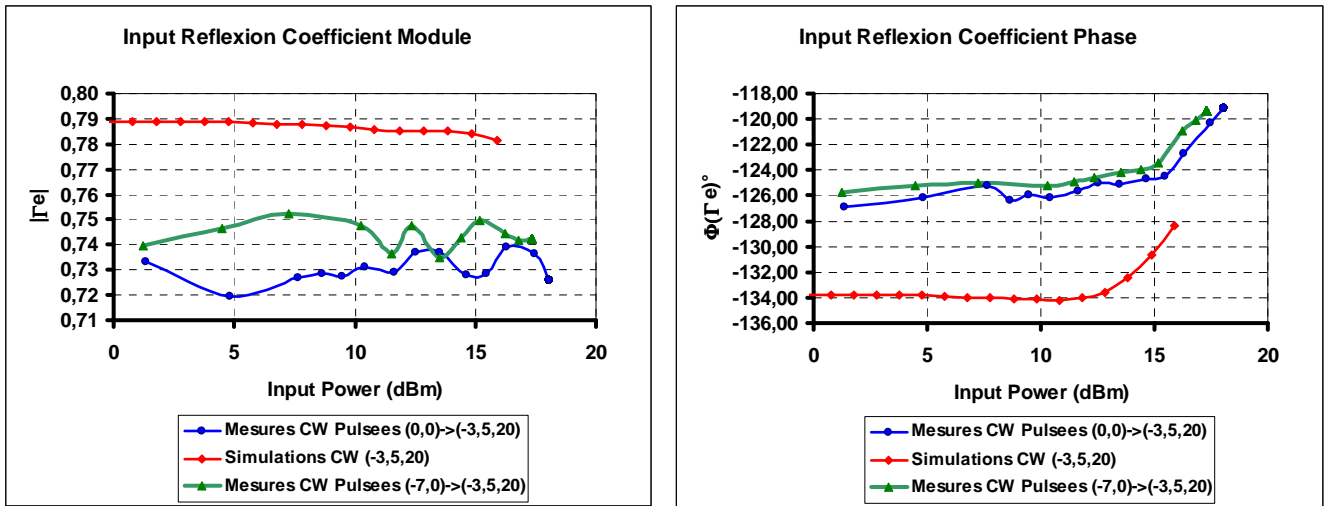 Input Reflexion Coefficient Module
0,80
0,79
0,78
0,77
0,76
0,75
0,74
0,73
0,72
0,71
|Γe|
0 5 10 15 20
Input Power (dBm)
Mesures CW Pulsees (0,0)->(-3,5,20)
Simulations CW (-3,5,20)
Mesures CW Pulsees (-7,0)->(-3,5,20)
Input Reflexion Coefficient Phase
-118,00
-120,00
-122,00
-124,00
-126,00
-128,00
-130,00
-132,00
-134,00
-136,00
Φ(Γe)°
0 5 10 15 20
Input Power (dBm)
Mesures CW Pulsees (0,0)->(-3,5,20)
Simulations CW (-3,5,20)
Mesures CW Pulsees (-7,0)->(-3,5,20)